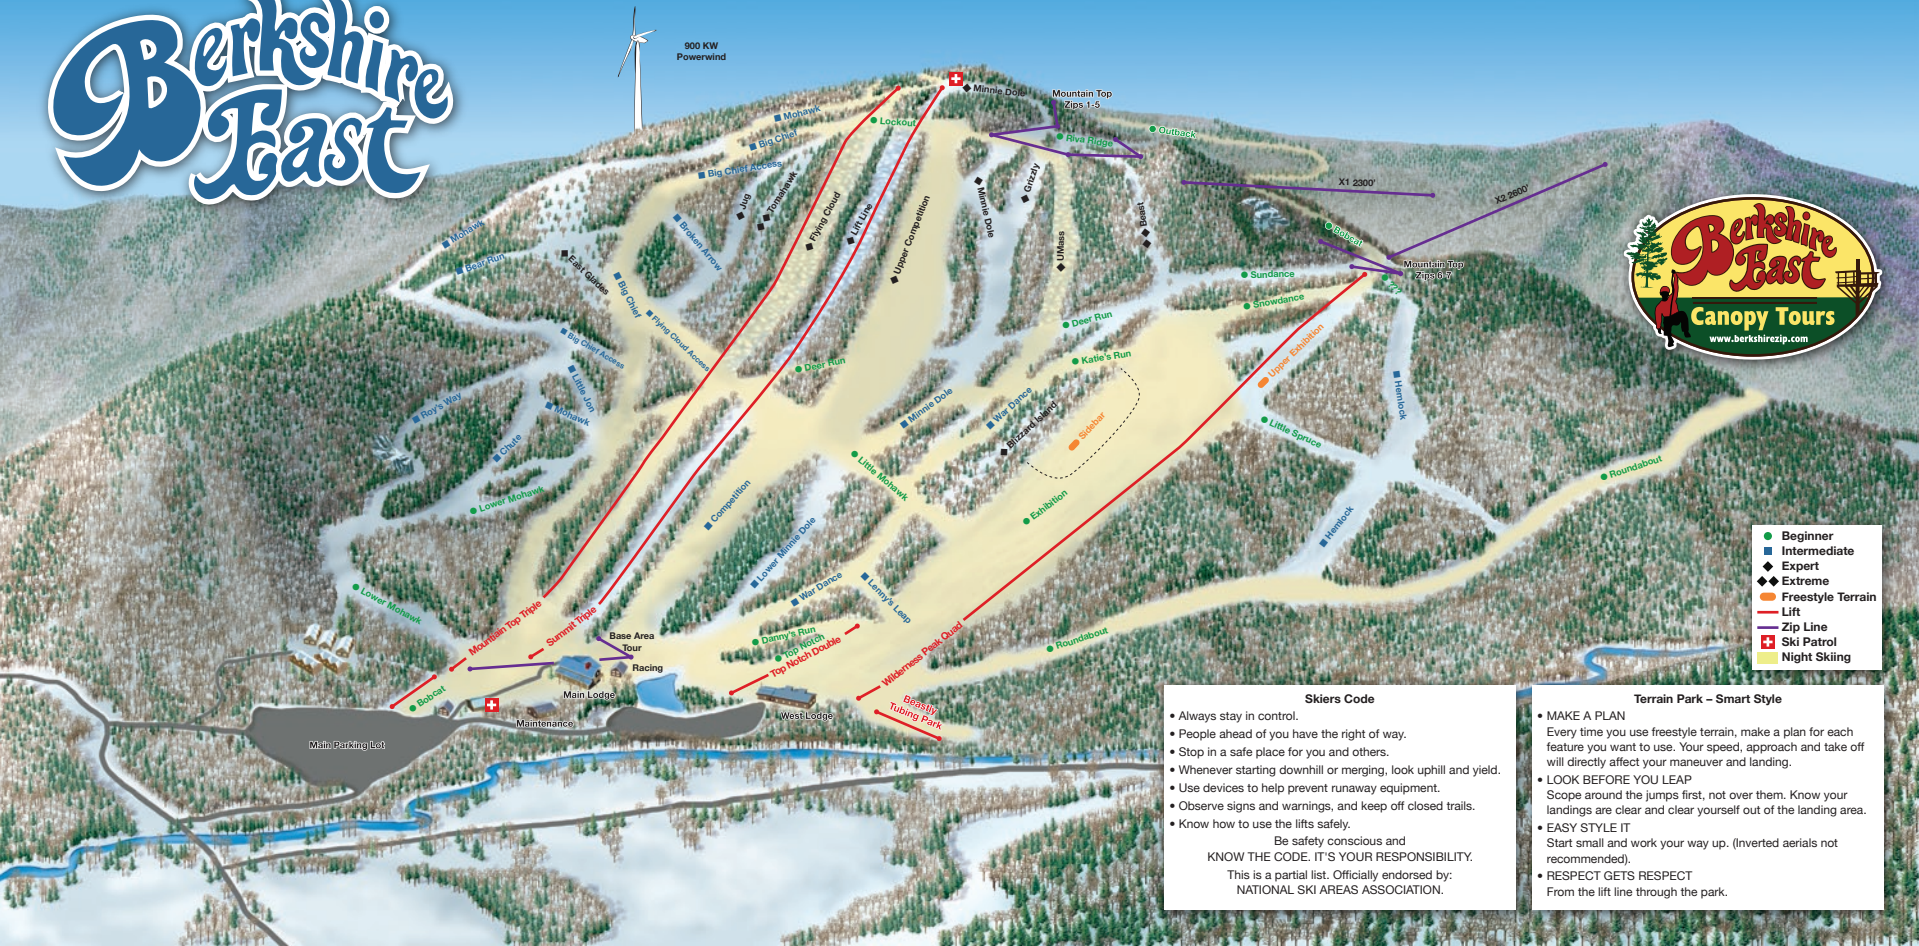 Berkshire
East
900 KW
Powerwind
Minnie Dole
Mountain Top
Zips 1-5
Mohawk
Lockout
Big Chief
Riva Ridge
Outback
Big Chief Access
X1 2300'
X2 2600'
Jug
Tomahawk
Flying Cloud
Lift Line
Upper Competition
Minnie Dole
Grizzly
UMass
Beast
Bobcat
Mohawk
Broken Arrow
Bear Run
East Glades
Big Chief
Flying Cloud Access
Sundance
Snowdance
Mountain Top
Zips 6-7
Berkshire
East
Canopy Tours
www.berkshirezip.com
Deer Run
Big Chief Access
Deer Run
Katie's Run
Upper Exhibition
Little Jon
Mohawk
Roy's Way
Chute
Minnie Dole
War Dance
Blizzard Island
Sidebar
Hemlock
Little Spruce
Little Mohawk
Roundabout
Lower Mohawk
Competition
Exhibition
Hemlock
Lower Minnie Dole
War Dance
Lenny's Leap
Lower Mohawk
Mountain Top Triple
Summit Triple
Base Area
Tour
Racing
Danny's Run
Top Notch
Top Notch Double
Wilderness Peak Quad
Roundabout
Main Lodge
Bobcat
Maintenance
West Lodge
Beastly
Tubing Park
Main Parking Lot
Beginner
Intermediate
Expert
Extreme
Freestyle Terrain
Lift
Zip Line
Ski Patrol
Night Skiing
Skiers Code
• Always stay in control.
• People ahead of you have the right of way.
• Stop in a safe place for you and others.
• Whenever starting downhill or merging, look uphill and yield.
• Use devices to help prevent runaway equipment.
• Observe signs and warnings, and keep off closed trails.
• Know how to use the lifts safely.
Be safety conscious and
KNOW THE CODE. IT'S YOUR RESPONSIBILITY.
This is a partial list. Officially endorsed by:
NATIONAL SKI AREAS ASSOCIATION.
Terrain Park – Smart Style
• MAKE A PLAN
Every time you use freestyle terrain, make a plan for each
feature you want to use. Your speed, approach and take off
will directly affect your maneuver and landing.
• LOOK BEFORE YOU LEAP
Scope around the jumps first, not over them. Know your
landings are clear and clear yourself out of the landing area.
• EASY STYLE IT
Start small and work your way up. (Inverted aerials not
recommended).
• RESPECT GETS RESPECT
From the lift line through the park.